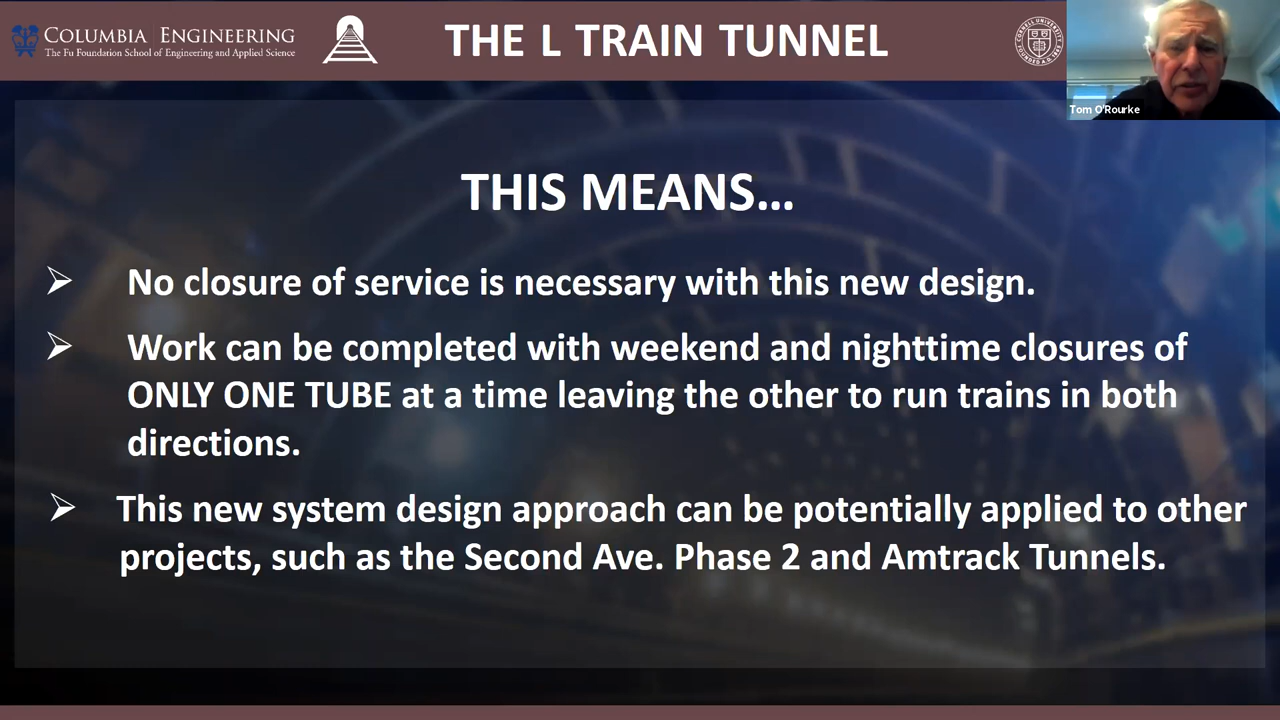 COLUMBIA ENGINEERING
The Fu Foundation School of Engineering and Applied Science
THE L TRAIN TUNNEL
Tom O'Rourke
THIS MEANS...
No closure of service is necessary with this new design.
Work can be completed with weekend and nighttime closures of
ONLY ONE TUBE at a time leaving the other to run trains in both
directions.
This new system design approach can be potentially applied to other
projects, such as the Second Ave. Phase 2 and Amtrack Tunnels.